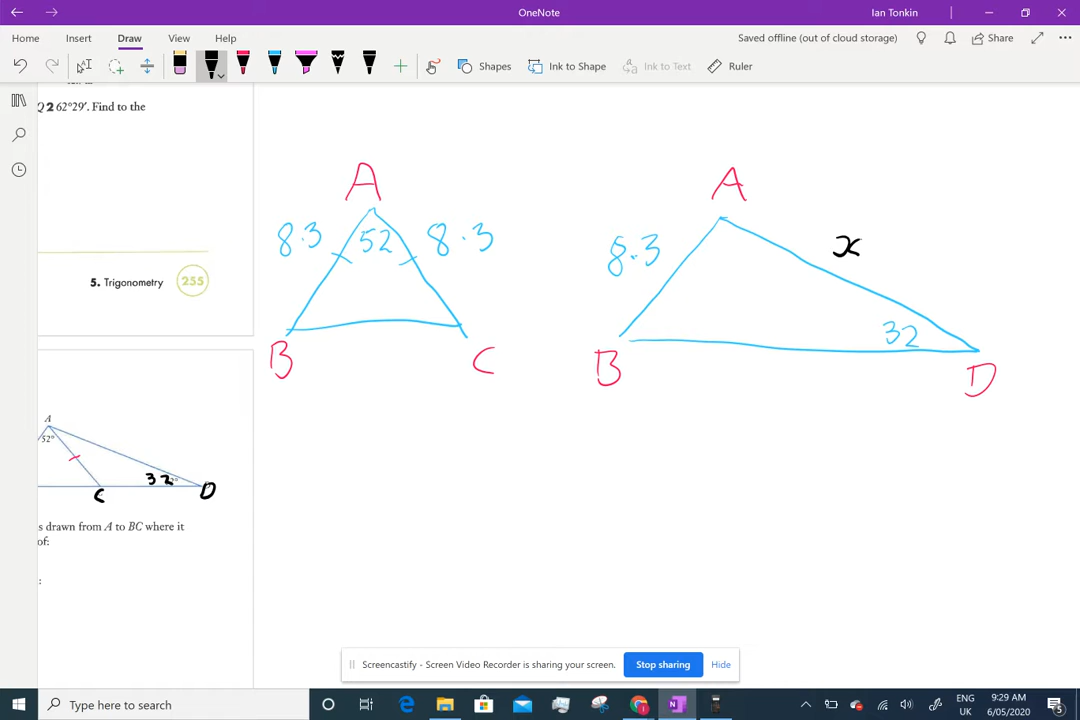 OneNote
Ian Tonkin
Home Insert Draw View Help
Saved offline (out of cloud storage)
Share
Shapes
Ink to Shape
Ink to Text
Ruler
Q 2 62°29′. Find to the
5. Trigonometry 255
A
8.3 52 8.3
B C
A
8.3 x
32
B D
A
52°
32°
C D
s drawn from A to BC where it
of:
:
Screencastify - Screen Video Recorder is sharing your screen.
Stop sharing
Hide
Type here to search
ENG
UK
9:29 AM
6/05/2020
5